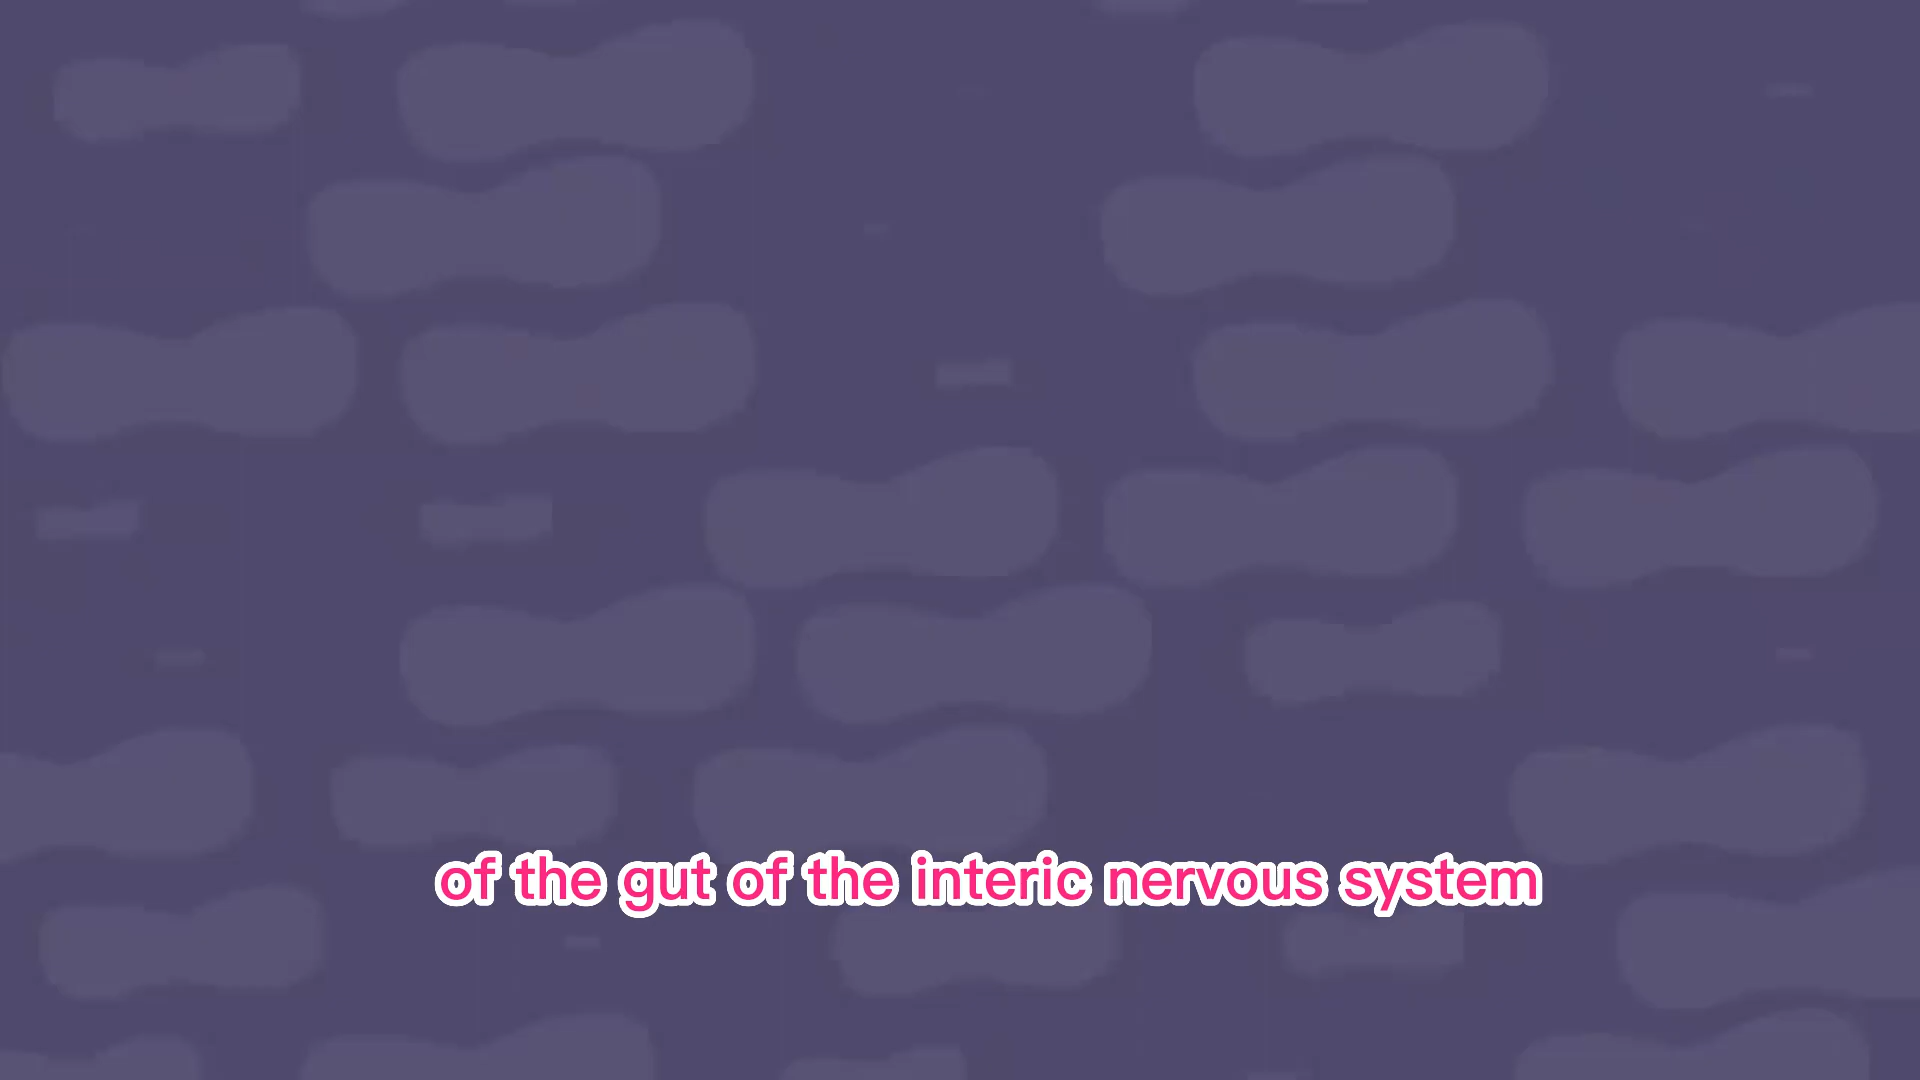 of the gut of the interic nervous system